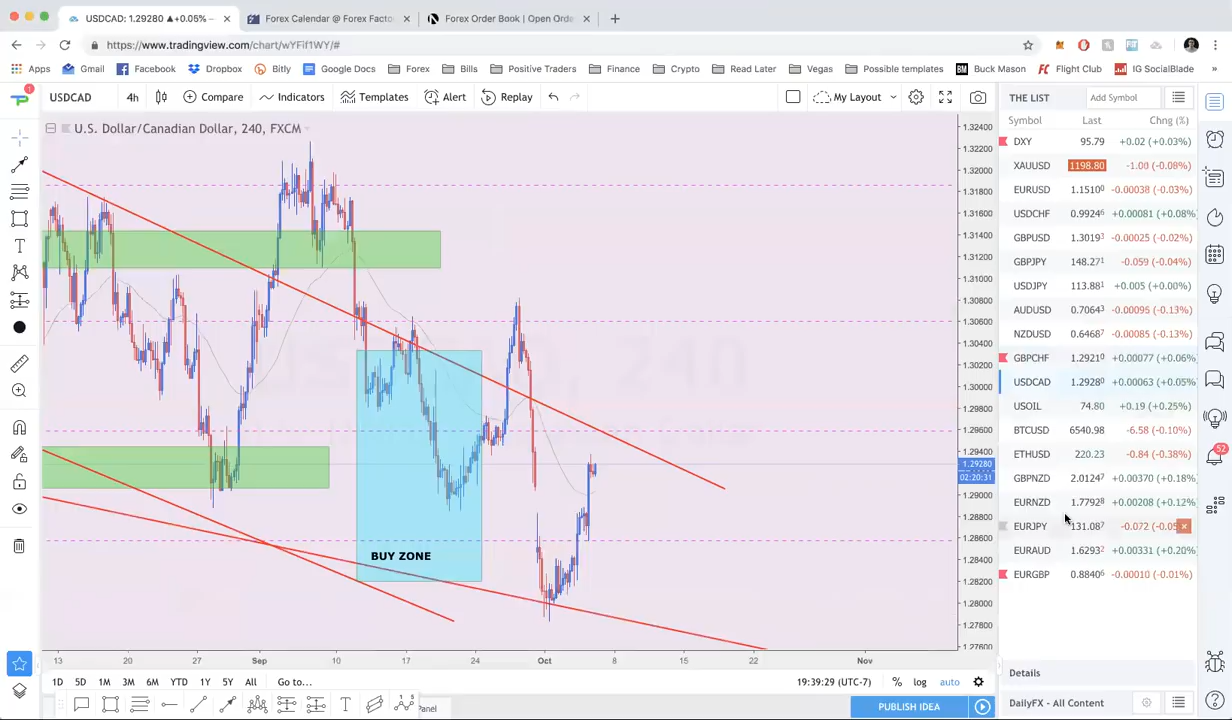 USDCAD: 1.29280 ▲+0.05% –
Forex Calendar @ Forex Facto
Forex Order Book | Open Ord
https://www.tradingview.com/chart/wYFif1WY/#
Apps Gmail Facebook Dropbox Bitly Google Docs Forex Bills Positive Traders Finance Crypto Read Later Vegas Possible templates BM Buck Mason Flight Club IG SocialBlade
USDCAD 4h Compare Indicators Templates Alert Replay My Layout
THE LIST Add Symbol
Symbol Last Chng (%)
U.S. Dollar/Canadian Dollar, 240, FXCM
DXY 95.79 +0.02 (+0.03%)
XAUUSD 1198.80 -1.00 (-0.08%)
EURUSD 1.15100 -0.00038 (-0.03%)
USDCHF 0.99246 +0.00081 (+0.08%)
GBPUSD 1.30193 -0.00025 (-0.02%)
GBPJPY 148.271 -0.059 (-0.04%)
USDJPY 113.881 +0.005 (+0.00%)
AUDUSD 0.70643 -0.00095 (-0.13%)
NZDUSD 0.64687 -0.00085 (-0.13%)
GBPCHF 1.29210 +0.00077 (+0.06%)
USDCAD 1.29280 +0.00063 (+0.05%)
USOIL 74.80 +0.19 (+0.25%)
BTCUSD 6540.98 -6.58 (-0.10%)
ETHUSD 220.23 -0.84 (-0.38%)
GBPNZD 2.01247 +0.00370 (+0.18%)
EURNZD 1.77928 +0.00208 (+0.12%)
EURJPY 131.087 -0.072 (-0.05
EURAUD 1.62932 +0.00331 (+0.20%)
EURGBP 0.88406 -0.00010 (-0.01%)
52
1.32400
1.32200
1.32000
1.31800
1.31600
1.31400
1.31200
1.31000
1.30800
1.30600
1.30400
1.30200
1.30000
1.29800
1.29600
1.29400
1.29280
02:20:31
1.29000
1.28800
1.28600
1.28400
1.28200
1.28000
1.27800
1.27600
BUY ZONE
13 20 27 Sep 10 17 24 Oct 8 15 22 Nov
1D 5D 1M 3M 6M YTD 1Y 5Y All Go to... 19:39:29 (UTC-7) % log auto
Details
Panel
PUBLISH IDEA
DailyFX - All Content